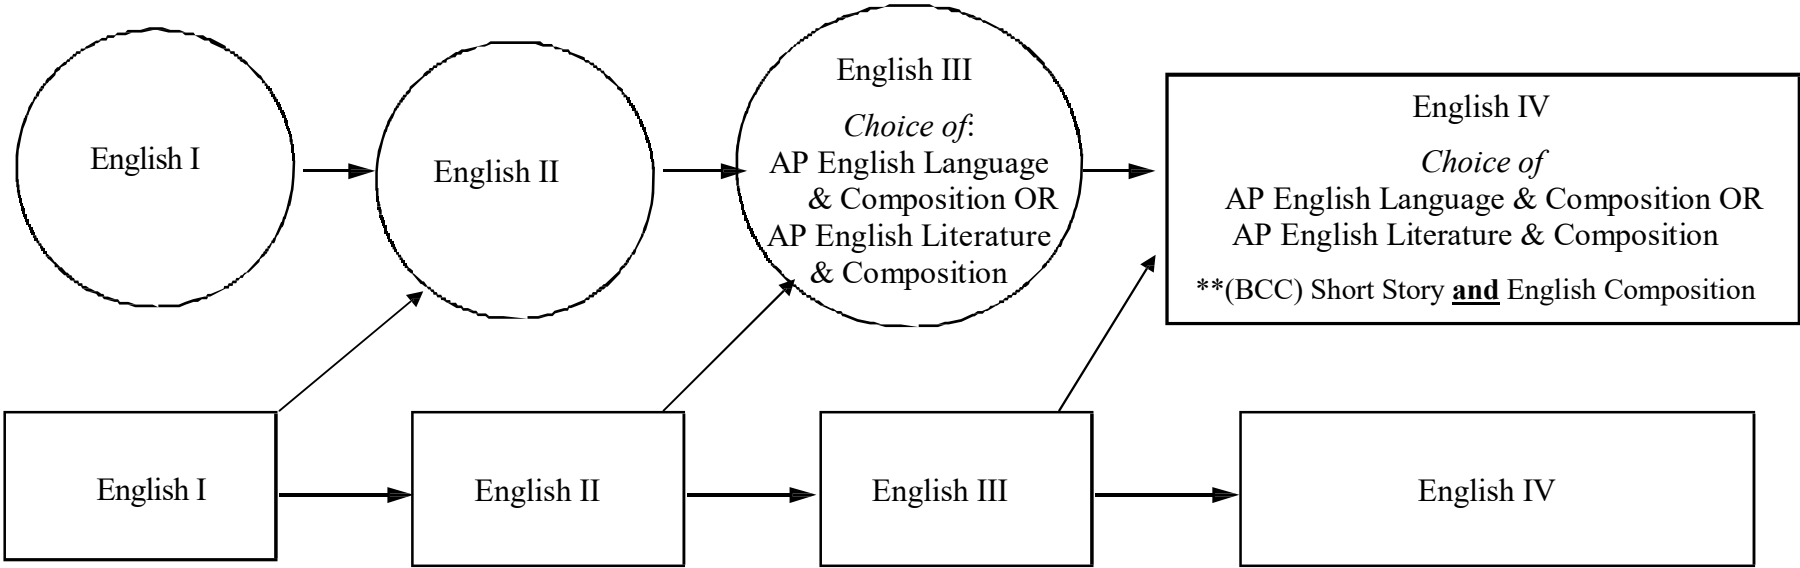 English I
English II
English III
Choice of:
AP English Language
& Composition OR
AP English Literature
& Composition
English IV
Choice of
AP English Language & Composition OR
AP English Literature & Composition
**(BCC) Short Story and English Composition
English I
English II
English III
English IV